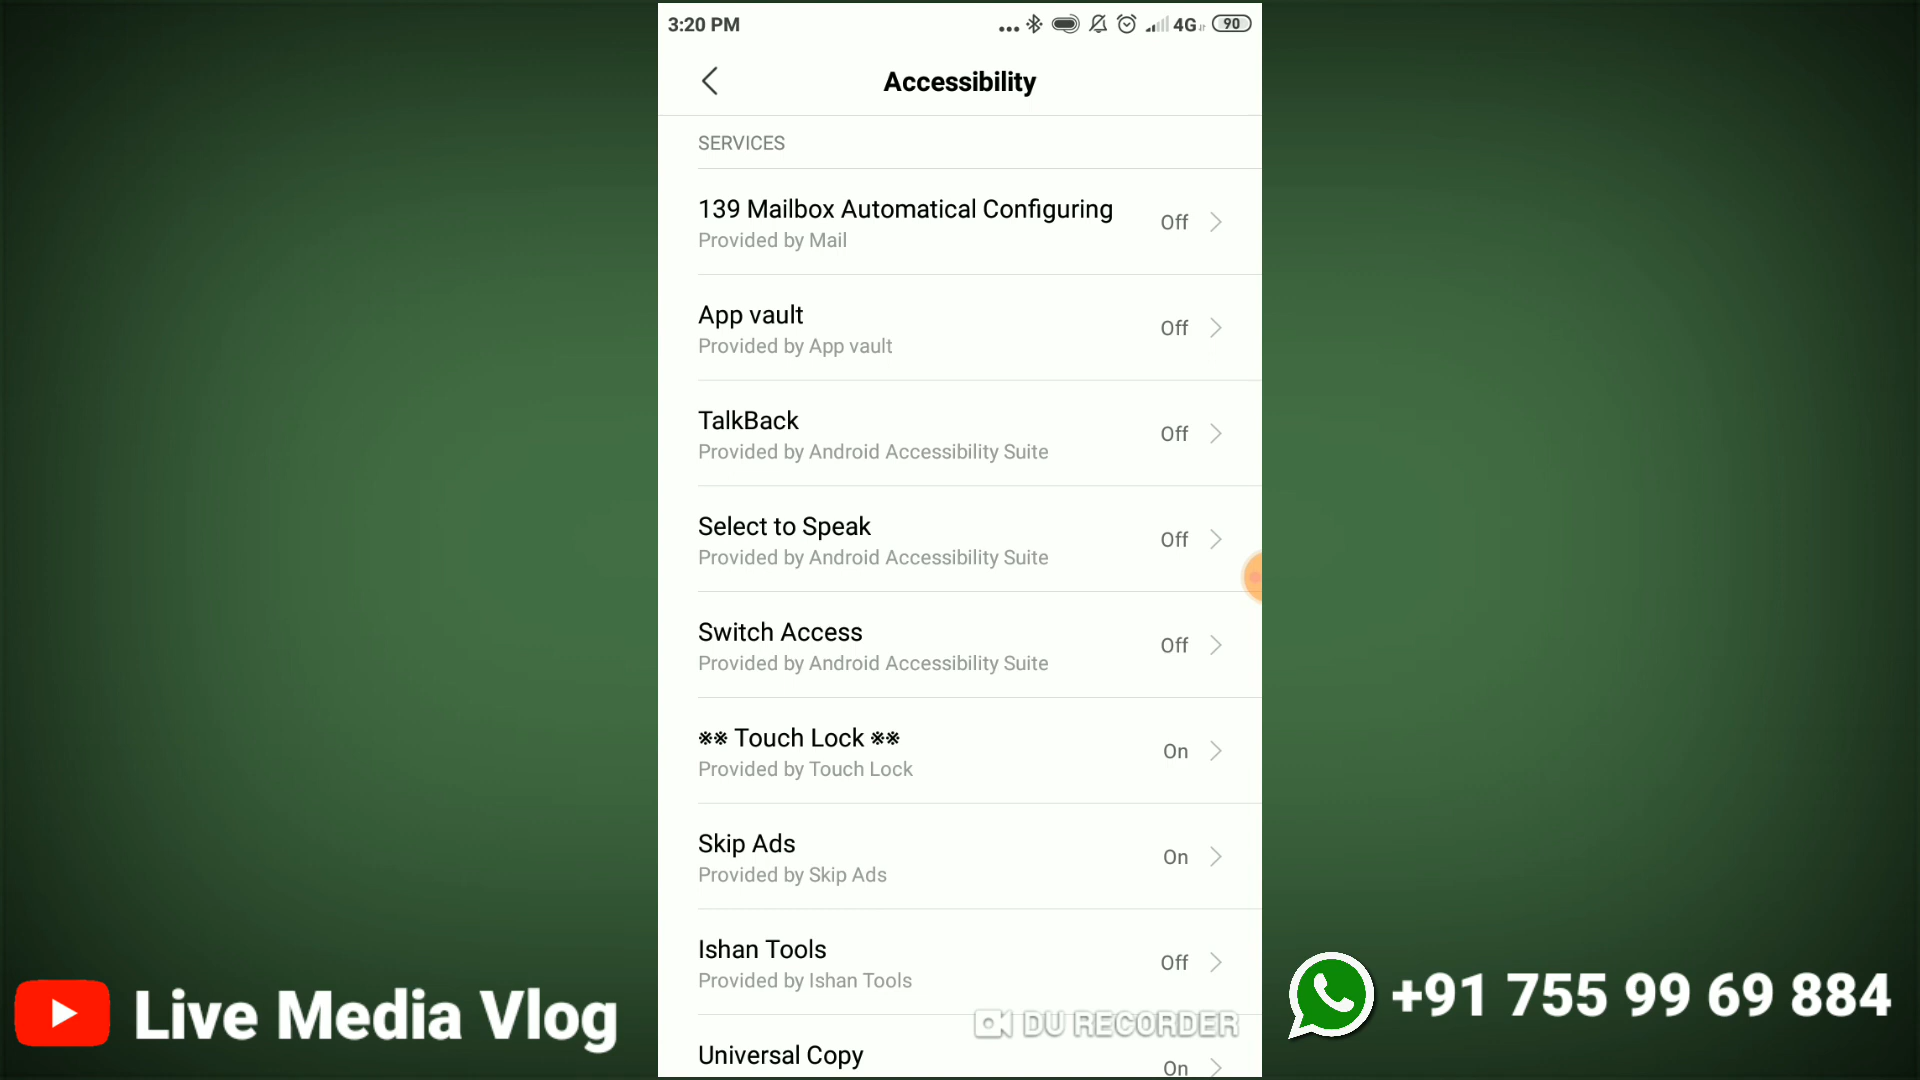 3:20 PM
4G
90
Accessibility
SERVICES
139 Mailbox Automatical Configuring
Off
Provided by Mail
App vault
Off
Provided by App vault
TalkBack
Off
Provided by Android Accessibility Suite
Select to Speak
Off
Provided by Android Accessibility Suite
Switch Access
Off
Provided by Android Accessibility Suite
※※ Touch Lock ※※
On
Provided by Touch Lock
Skip Ads
On
Provided by Skip Ads
Ishan Tools
Off
Provided by Ishan Tools
DU RECORDER
Universal Copy
On
Live Media Vlog
+91 755 99 69 884